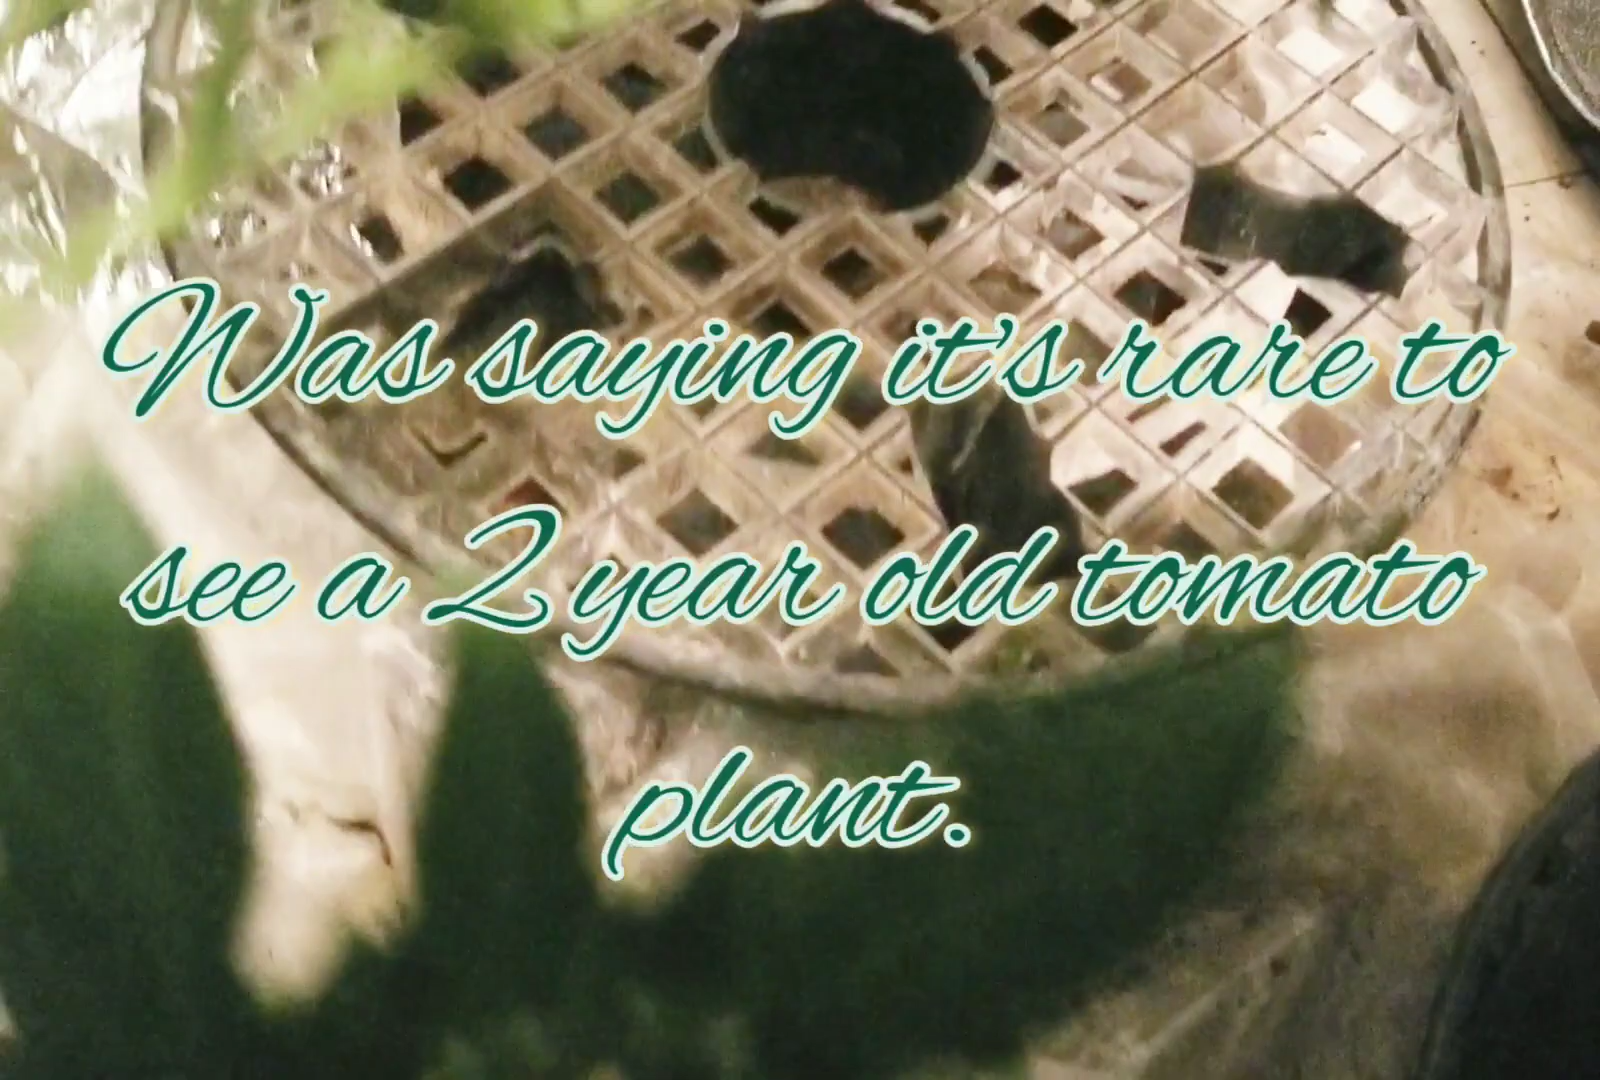 Was saying it's rare to
see a 2 year old tomato
plant.